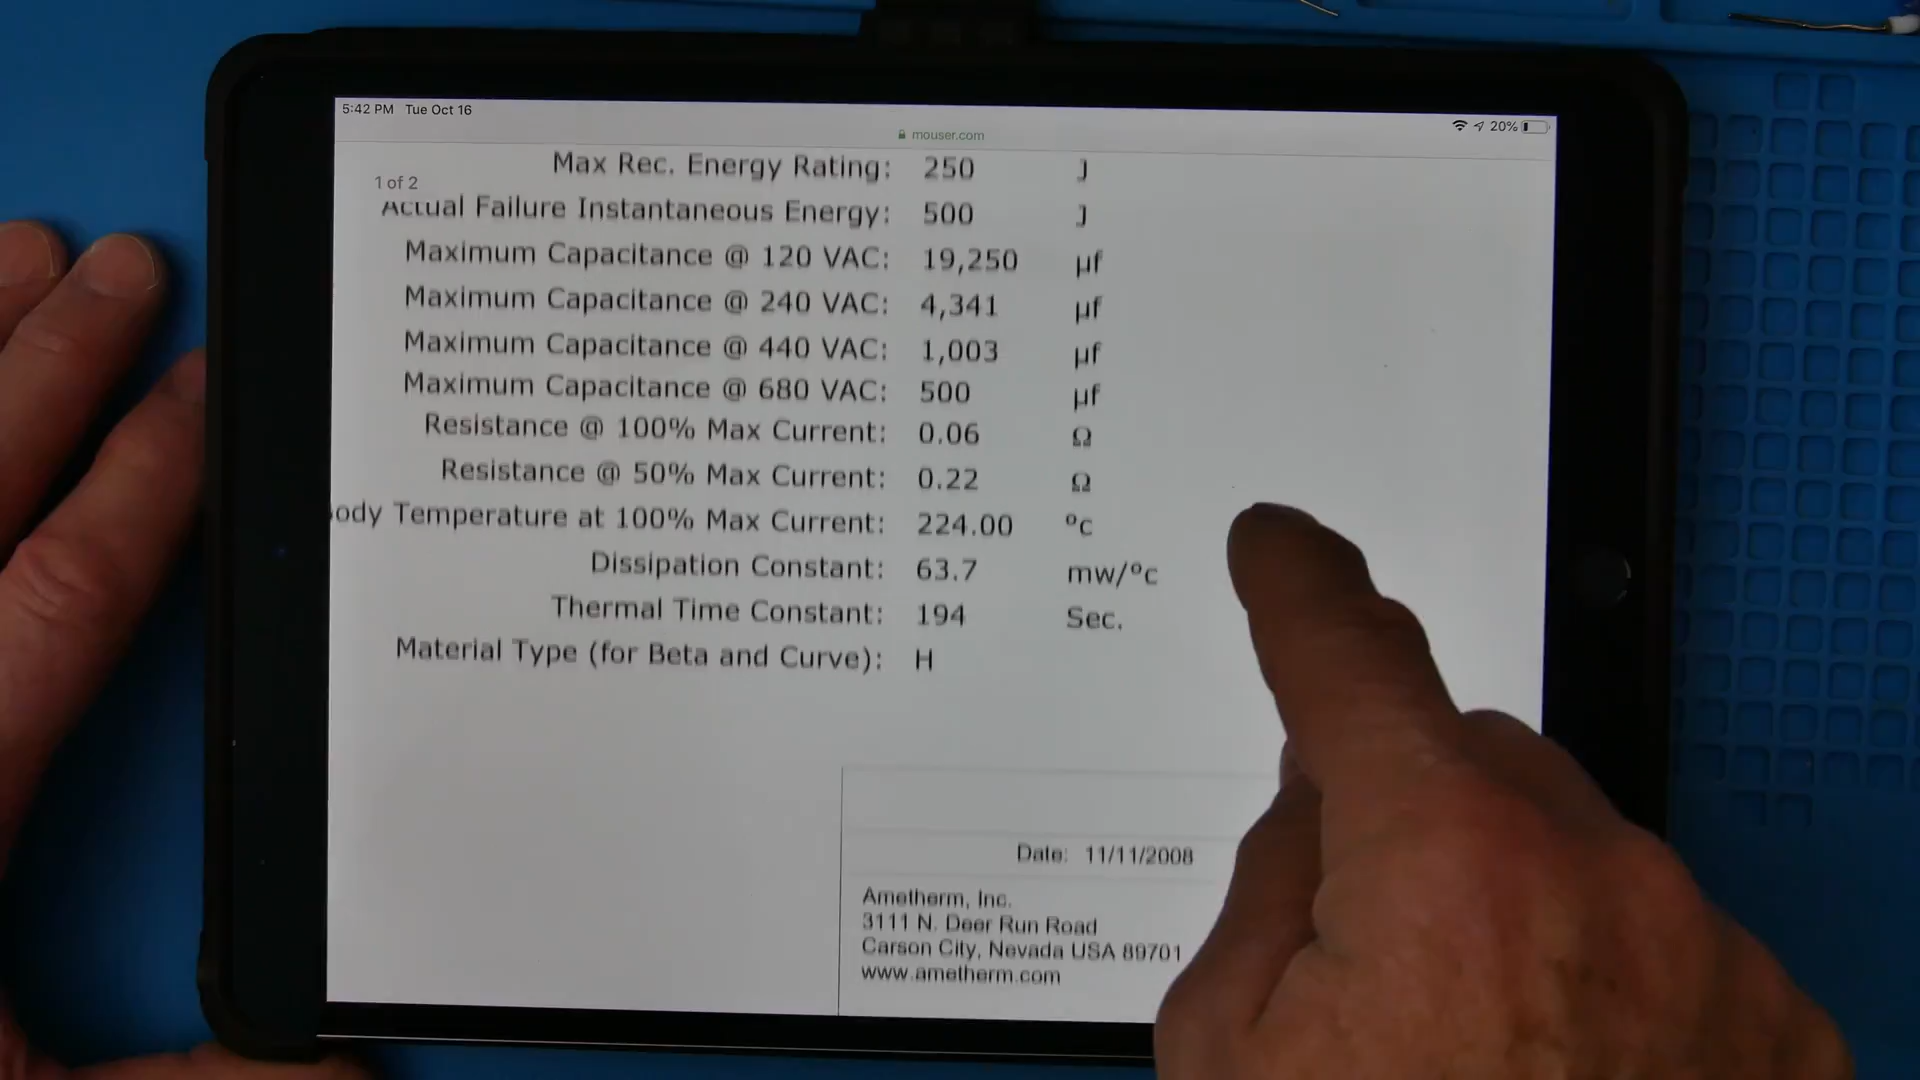 5:42 PM Tue Oct 16
20%
mouser.com
1 of 2
Max Rec. Energy Rating: 250 J
Actual Failure Instantaneous Energy: 500 J
Maximum Capacitance @ 120 VAC: 19,250 µf
Maximum Capacitance @ 240 VAC: 4,341 µf
Maximum Capacitance @ 440 VAC: 1,003 µf
Maximum Capacitance @ 680 VAC: 500 µf
Resistance @ 100% Max Current: 0.06 Ω
Resistance @ 50% Max Current: 0.22 Ω
ody Temperature at 100% Max Current: 224.00 ºc
Dissipation Constant: 63.7 mw/ºc
Thermal Time Constant: 194 Sec.
Material Type (for Beta and Curve): H
Date: 11/11/2008
Ametherm, Inc.
3111 N. Deer Run Road
Carson City, Nevada USA 89701
www.ametherm.com